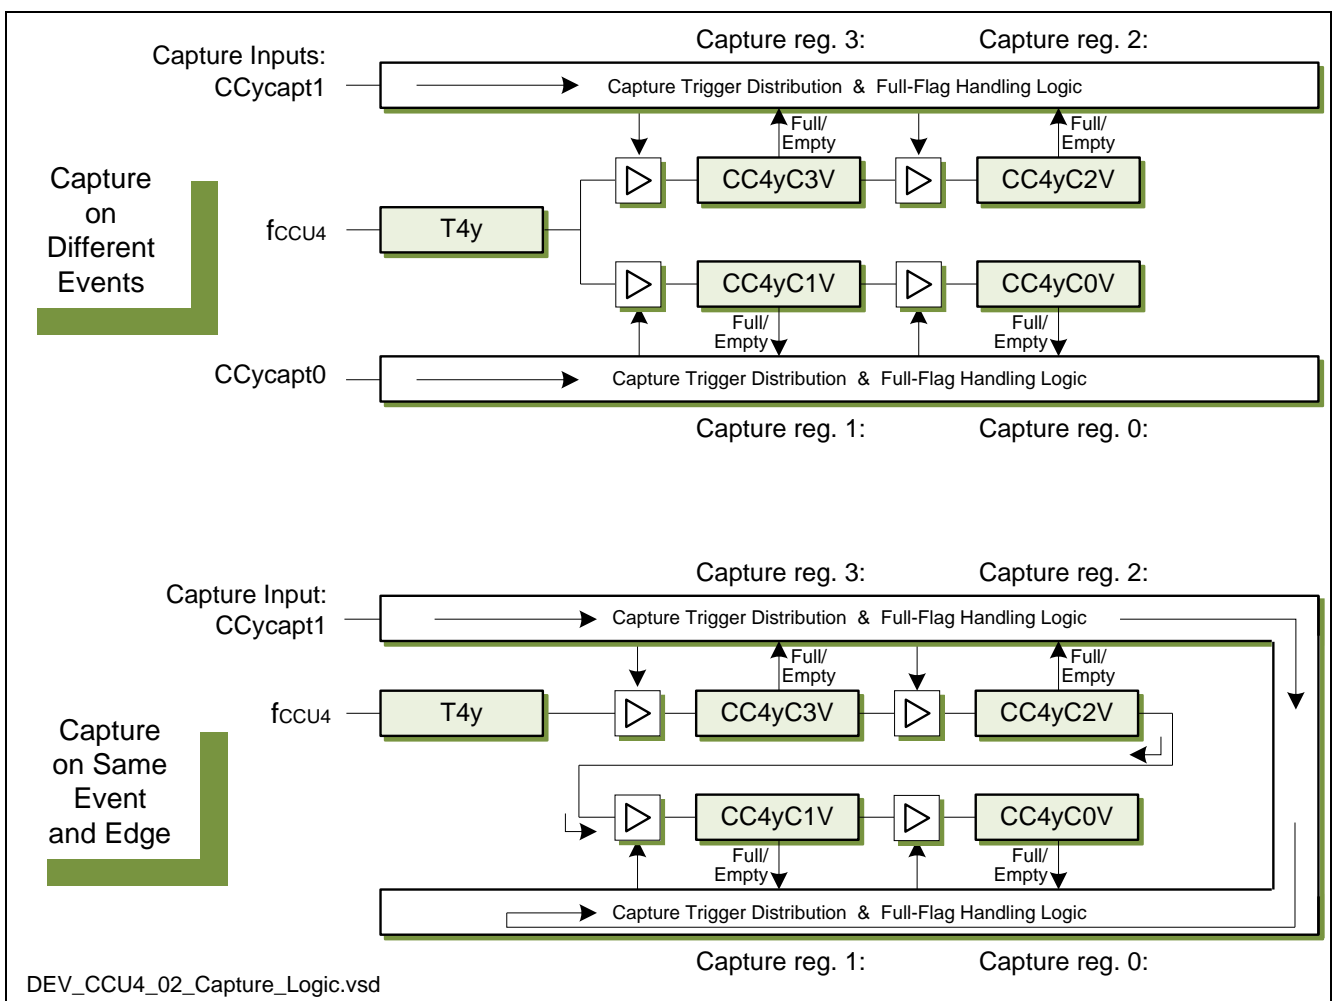 Capture reg. 3:
Capture reg. 2:
Capture Inputs:
CCycapt1
Capture Trigger Distribution & Full-Flag Handling Logic
Full/
Empty
Full/
Empty
CC4yC3V
CC4yC2V
Capture
on
Different
Events
fCCU4
T4y
CC4yC1V
CC4yC0V
Full/
Empty
Full/
Empty
CCycapt0
Capture Trigger Distribution & Full-Flag Handling Logic
Capture reg. 1:
Capture reg. 0:
Capture reg. 3:
Capture reg. 2:
Capture Input:
CCycapt1
Capture Trigger Distribution & Full-Flag Handling Logic
Full/
Empty
Full/
Empty
fCCU4
T4y
CC4yC3V
CC4yC2V
Capture
on Same
Event
and Edge
CC4yC1V
CC4yC0V
Full/
Empty
Full/
Empty
Capture Trigger Distribution & Full-Flag Handling Logic
Capture reg. 1:
Capture reg. 0:
DEV_CCU4_02_Capture_Logic.vsd